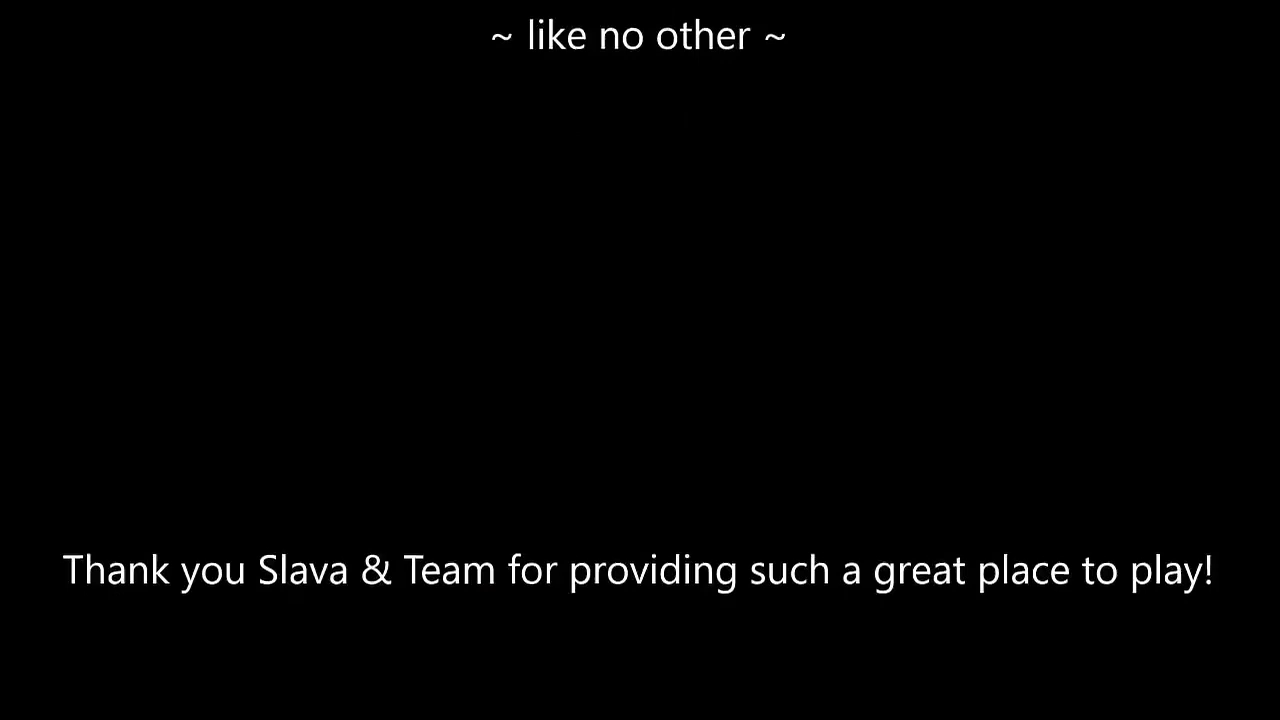 ~ like no other ~
Thank you Slava & Team for providing such a great place to play!